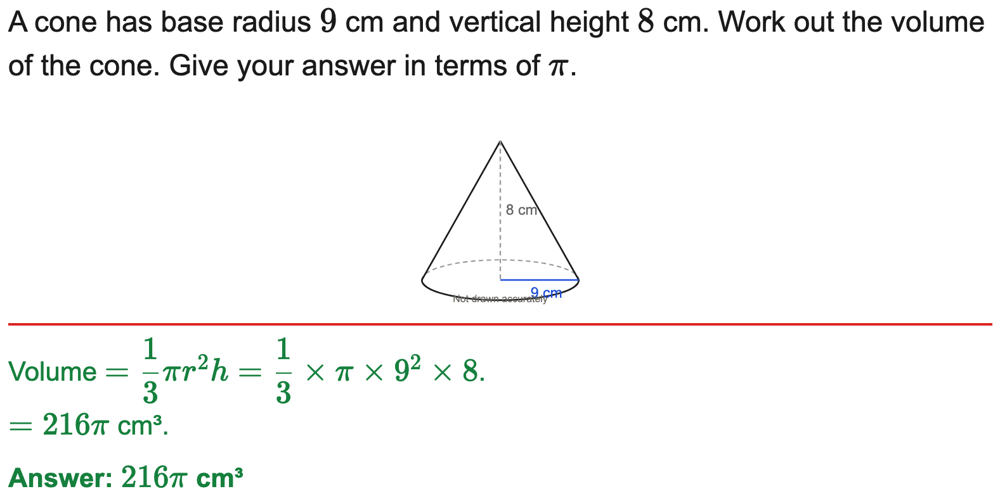 A cone has base radius 9 cm and vertical height 8 cm. Work out the volume
of the cone. Give your answer in terms of π.
8 cm
9 cm
Not drawn accurately
Volume = 1/3 πr²h = 1/3 × π × 9² × 8.
= 216π cm³.
Answer: 216π cm³